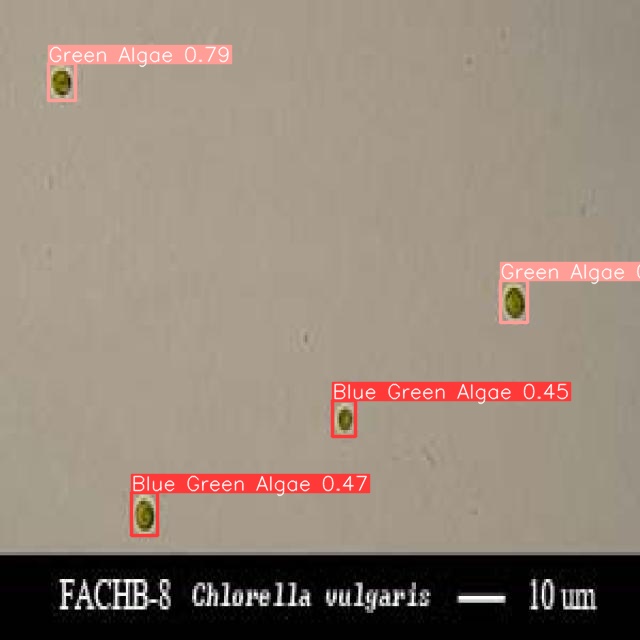 Green Algae 0.79
Green Algae
Blue Green Algae 0.45
Blue Green Algae 0.47
FACHB-8 Chlorella vulgaris 10 um